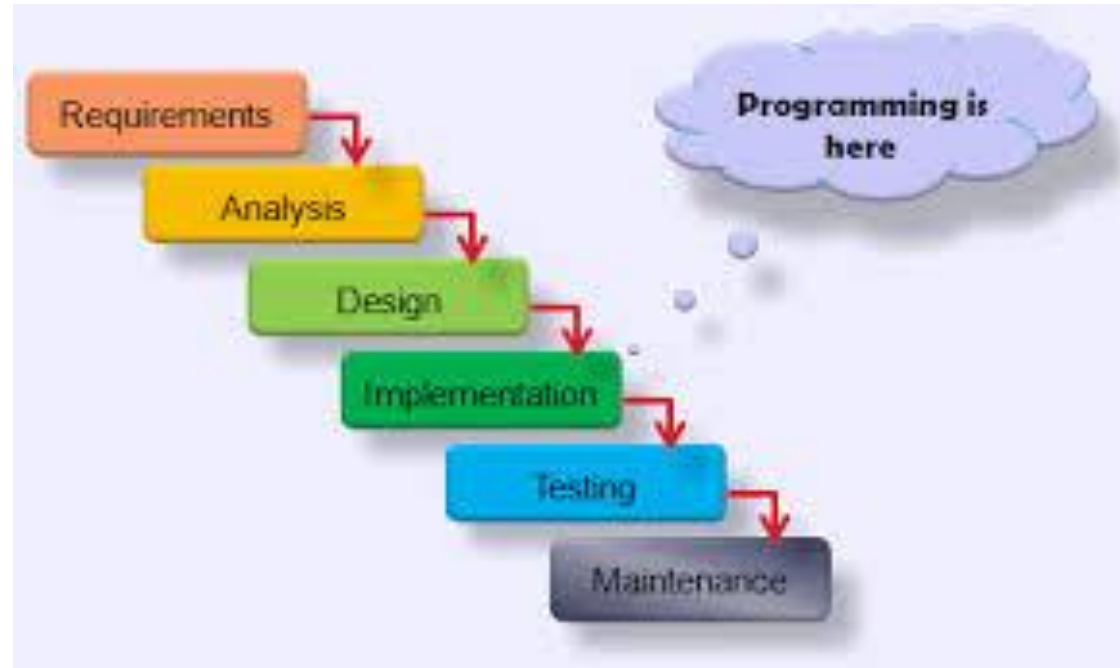 Requirements
Programming is
here
Analysis
Design
Implementation
Testing
Maintenance